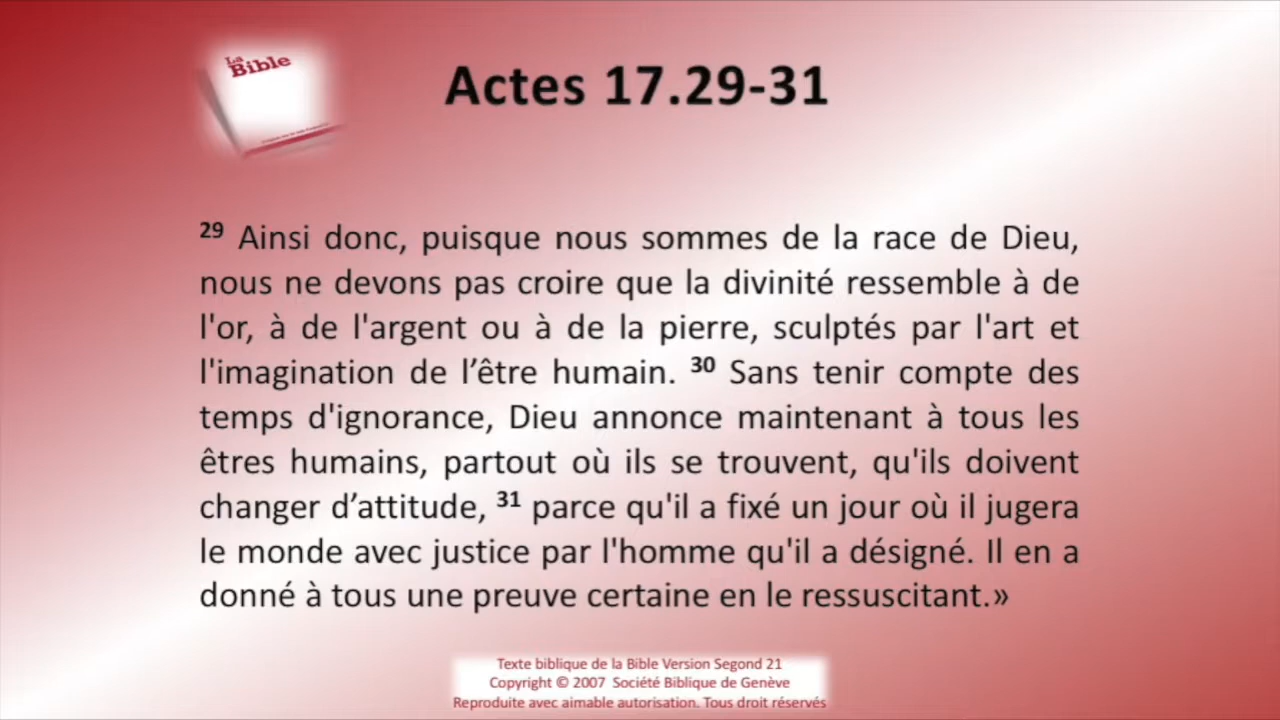 La
Bible
Actes 17.29-31
29 Ainsi donc, puisque nous sommes de la race de Dieu,
nous ne devons pas croire que la divinité ressemble à de
l'or, à de l'argent ou à de la pierre, sculptés par l'art et
l'imagination de l’être humain. 30 Sans tenir compte des
temps d'ignorance, Dieu annonce maintenant à tous les
êtres humains, partout où ils se trouvent, qu'ils doivent
changer d’attitude, 31 parce qu'il a fixé un jour où il jugera
le monde avec justice par l'homme qu'il a désigné. Il en a
donné à tous une preuve certaine en le ressuscitant.»
Texte biblique de la Bible Version Segond 21
Copyright © 2007 Société Biblique de Genève
Reproduite avec aimable autorisation. Tous droit réservés